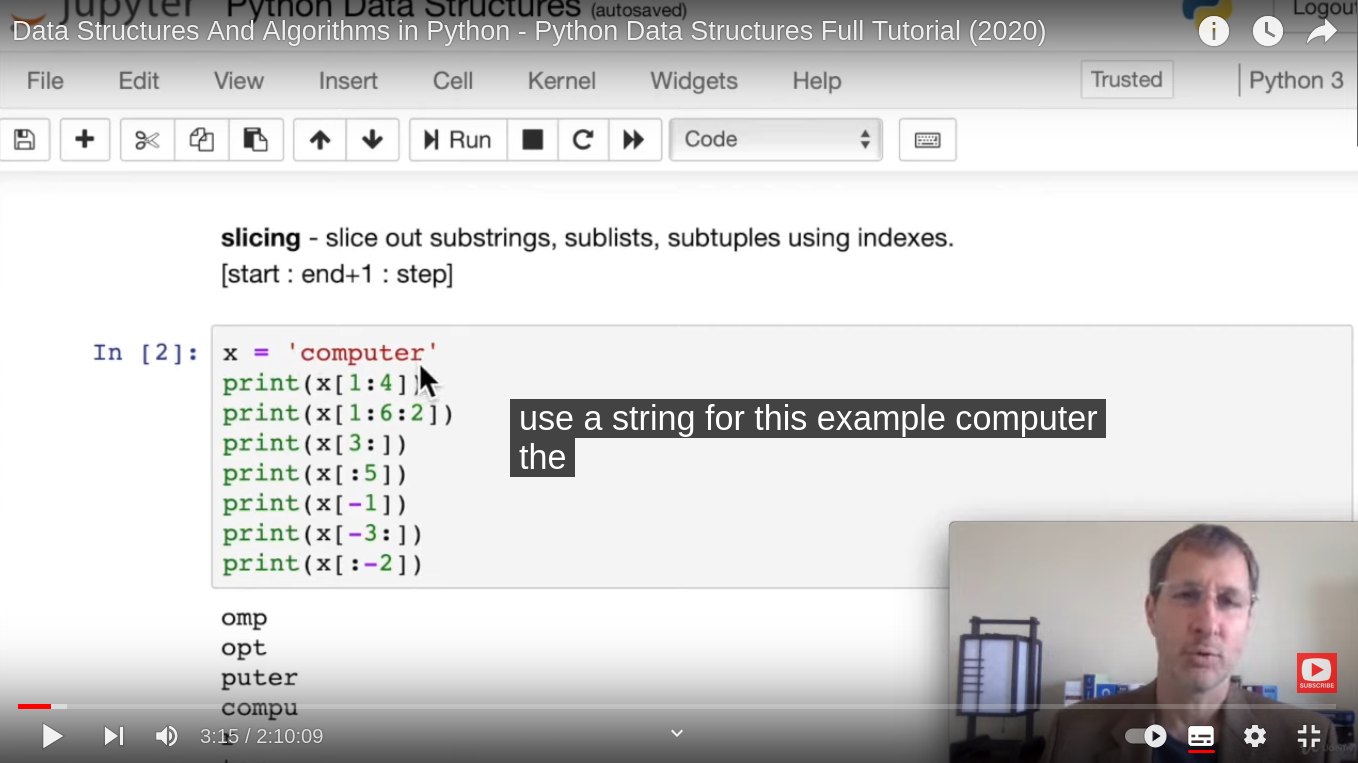 Python Data Structures (autosaved)
Logout
Data Structures And Algorithms in Python - Python Data Structures Full Tutorial (2020)
File Edit View Insert Cell Kernel Widgets Help Trusted Python 3
Run Code
slicing - slice out substrings, sublists, subtuples using indexes.
[start : end+1 : step]
In [2]: x = 'computer'
print(x[1:4])
print(x[1:6:2])
print(x[3:])
print(x[:5])
print(x[-1])
print(x[-3:])
print(x[:-2])
use a string for this example computer
the
omp
opt
puter
compu
SUBSCRIBE
3:15 / 2:10:09